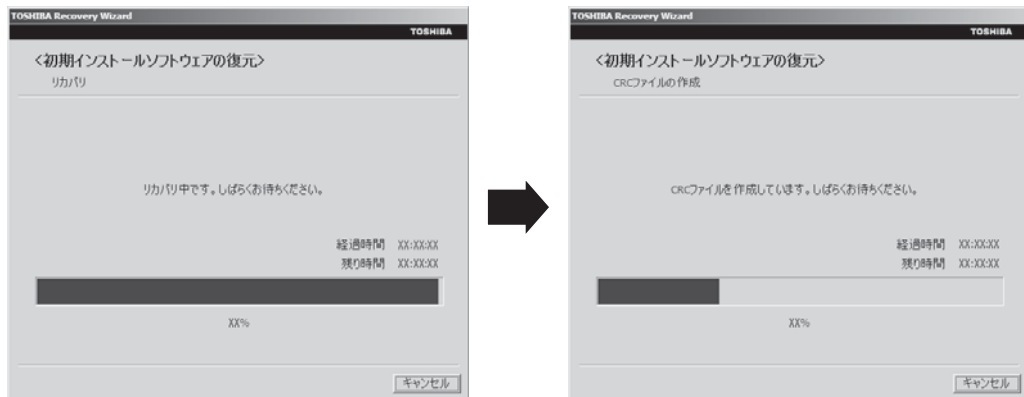 TOSHIBA Recovery Wizard
TOSHIBA
<初期インストールソフトウェアの復元>
リカバリ
リカバリ中です。しばらくお待ちください。
経過時間 XX:XX:XX
残り時間 XX:XX:XX
XX%
キャンセル
TOSHIBA Recovery Wizard
TOSHIBA
<初期インストールソフトウェアの復元>
CRCファイルの作成
CRCファイルを作成しています。しばらくお待ちください。
経過時間 XX:XX:XX
残り時間 XX:XX:XX
XX%
キャンセル